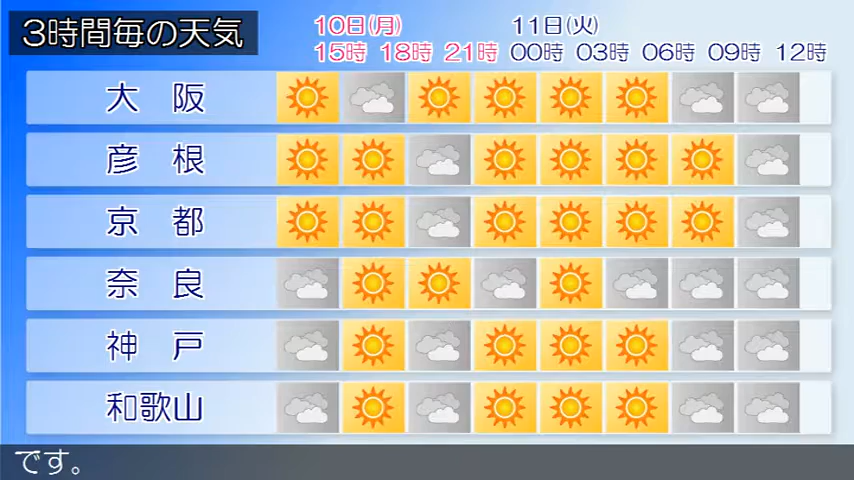 3時間毎の天気
10日(月) 11日(火)
15時 18時 21時 00時 03時 06時 09時 12時
大 阪
彦 根
京 都
奈 良
神 戸
和歌山
です。